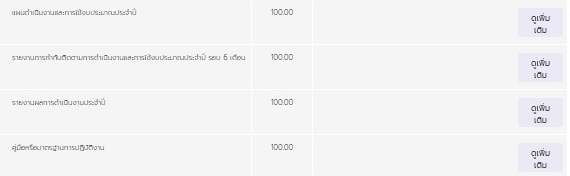 แผนดำเนินงานและการใช้งบประมาณประจำปี 100.00 ดูเพิ่ม
เติม
รายงานการกำกับติดตามการดำเนินงานและการใช้งบประมาณประจำปี รอบ 6 เดือน 100.00 ดูเพิ่ม
เติม
รายงานผลการดำเนินงานประจำปี 100.00 ดูเพิ่ม
เติม
คู่มือหรือมาตรฐานการปฏิบัติงาน 100.00 ดูเพิ่ม
เติม